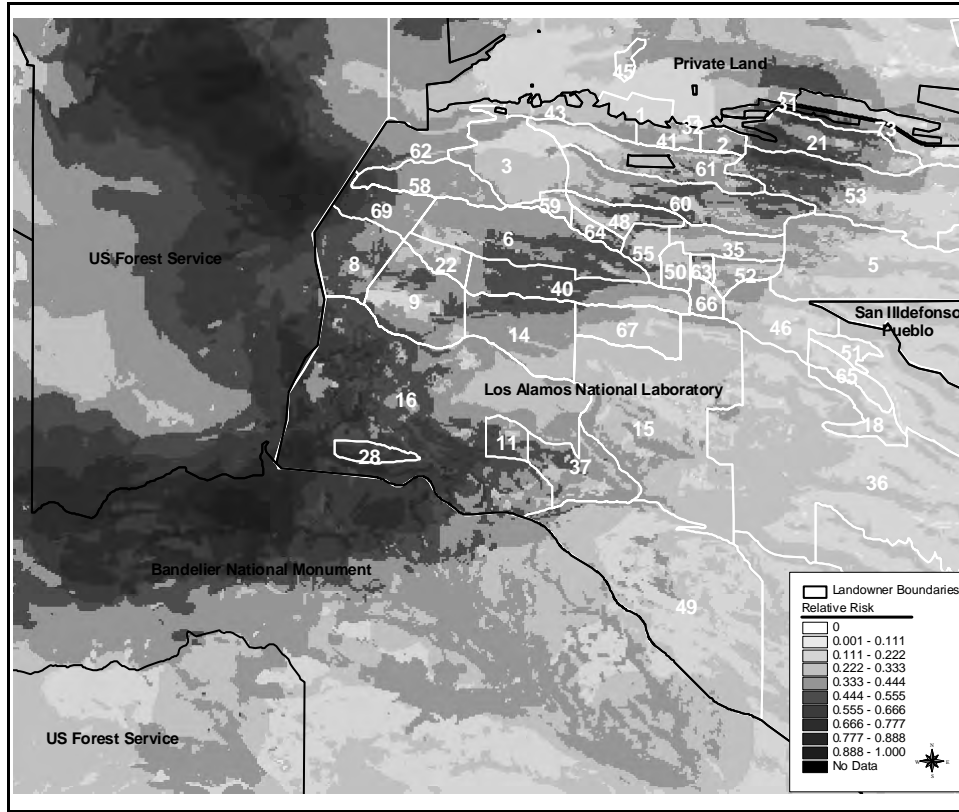 45
Private Land
31
43
1
32
73
41
2
21
62
3
61
58
53
59
60
69
48
64
6
35
US Forest Service
55
8
22
50
63
52
5
40
9
66
San Illdefonso
Pueblo
46
14
67
51
65
Los Alamos National Laboratory
16
18
15
11
28
37
36
Bandelier National Monument
49
US Forest Service
Landowner Boundaries
Relative Risk
0
0.001 - 0.111
0.111 - 0.222
0.222 - 0.333
0.333 - 0.444
0.444 - 0.555
0.555 - 0.666
0.666 - 0.777
0.777 - 0.888
0.888 - 1.000
No Data
N
W E
S